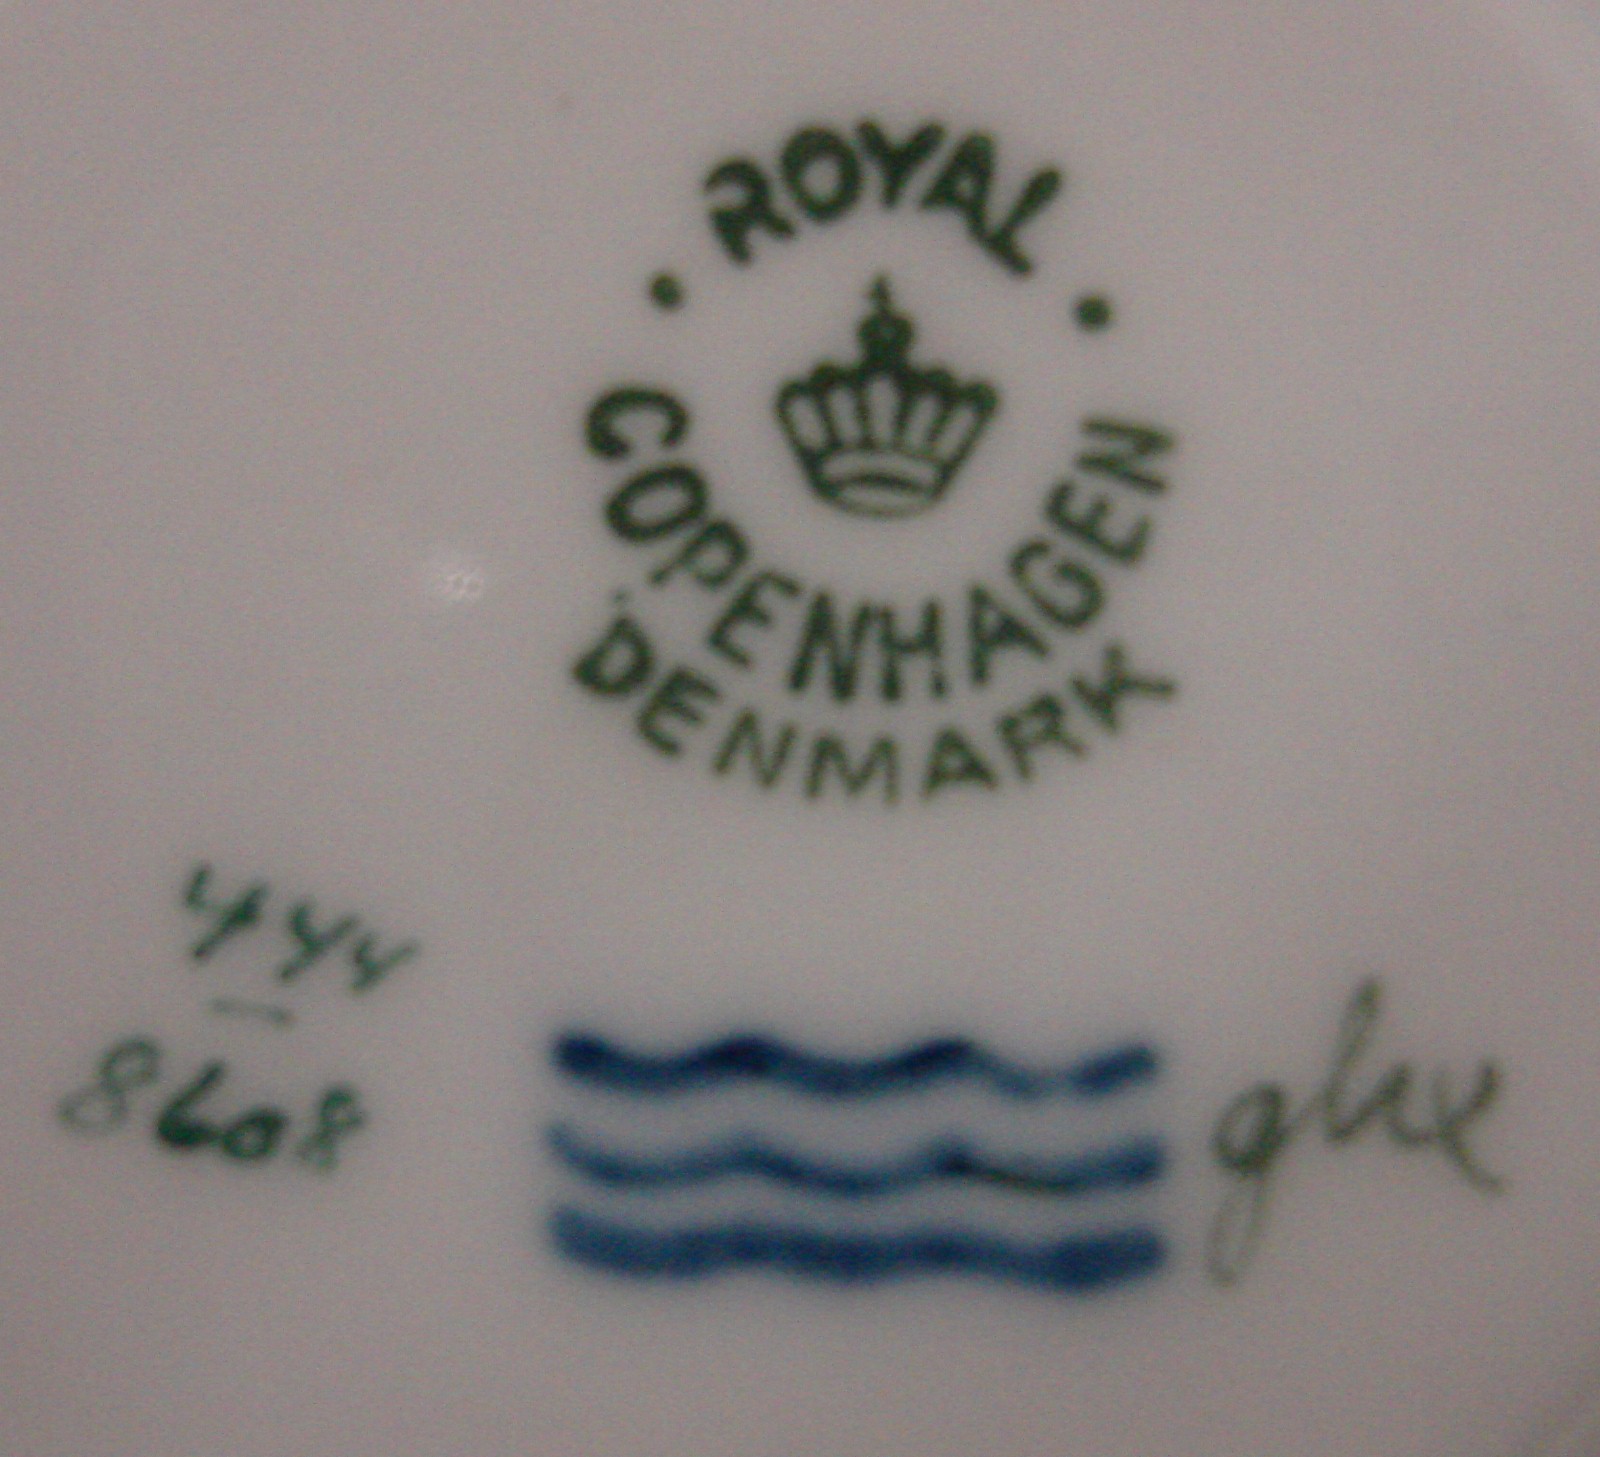 ROYAL
COPENHAGEN
DENMARK
444
8608